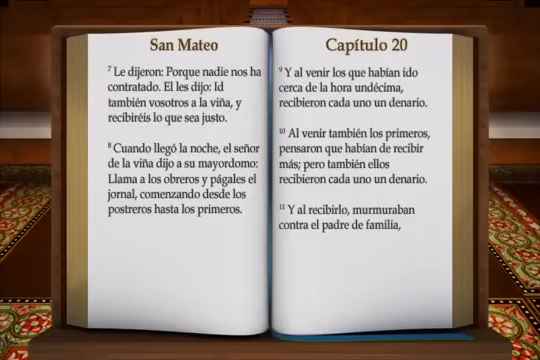 San Mateo
7 Le dijeron: Porque nadie nos ha
contratado. El les dijo: Id
también vosotros a la viña, y
recibiréis lo que sea justo.
8 Cuando llegó la noche, el señor
de la viña dijo a su mayordomo:
Llama a los obreros y págales el
jornal, comenzando desde los
postreros hasta los primeros.
Capítulo 20
9 Y al venir los que habían ido
cerca de la hora undécima,
recibieron cada uno un denario.
10 Al venir también los primeros,
pensaron que habían de recibir
más; pero también ellos
recibieron cada uno un denario.
11 Y al recibirlo, murmuraban
contra el padre de familia,